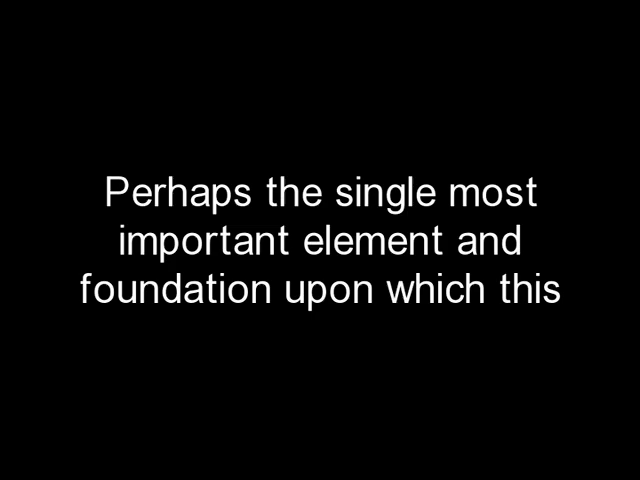 Perhaps the single most
important element and
foundation upon which this